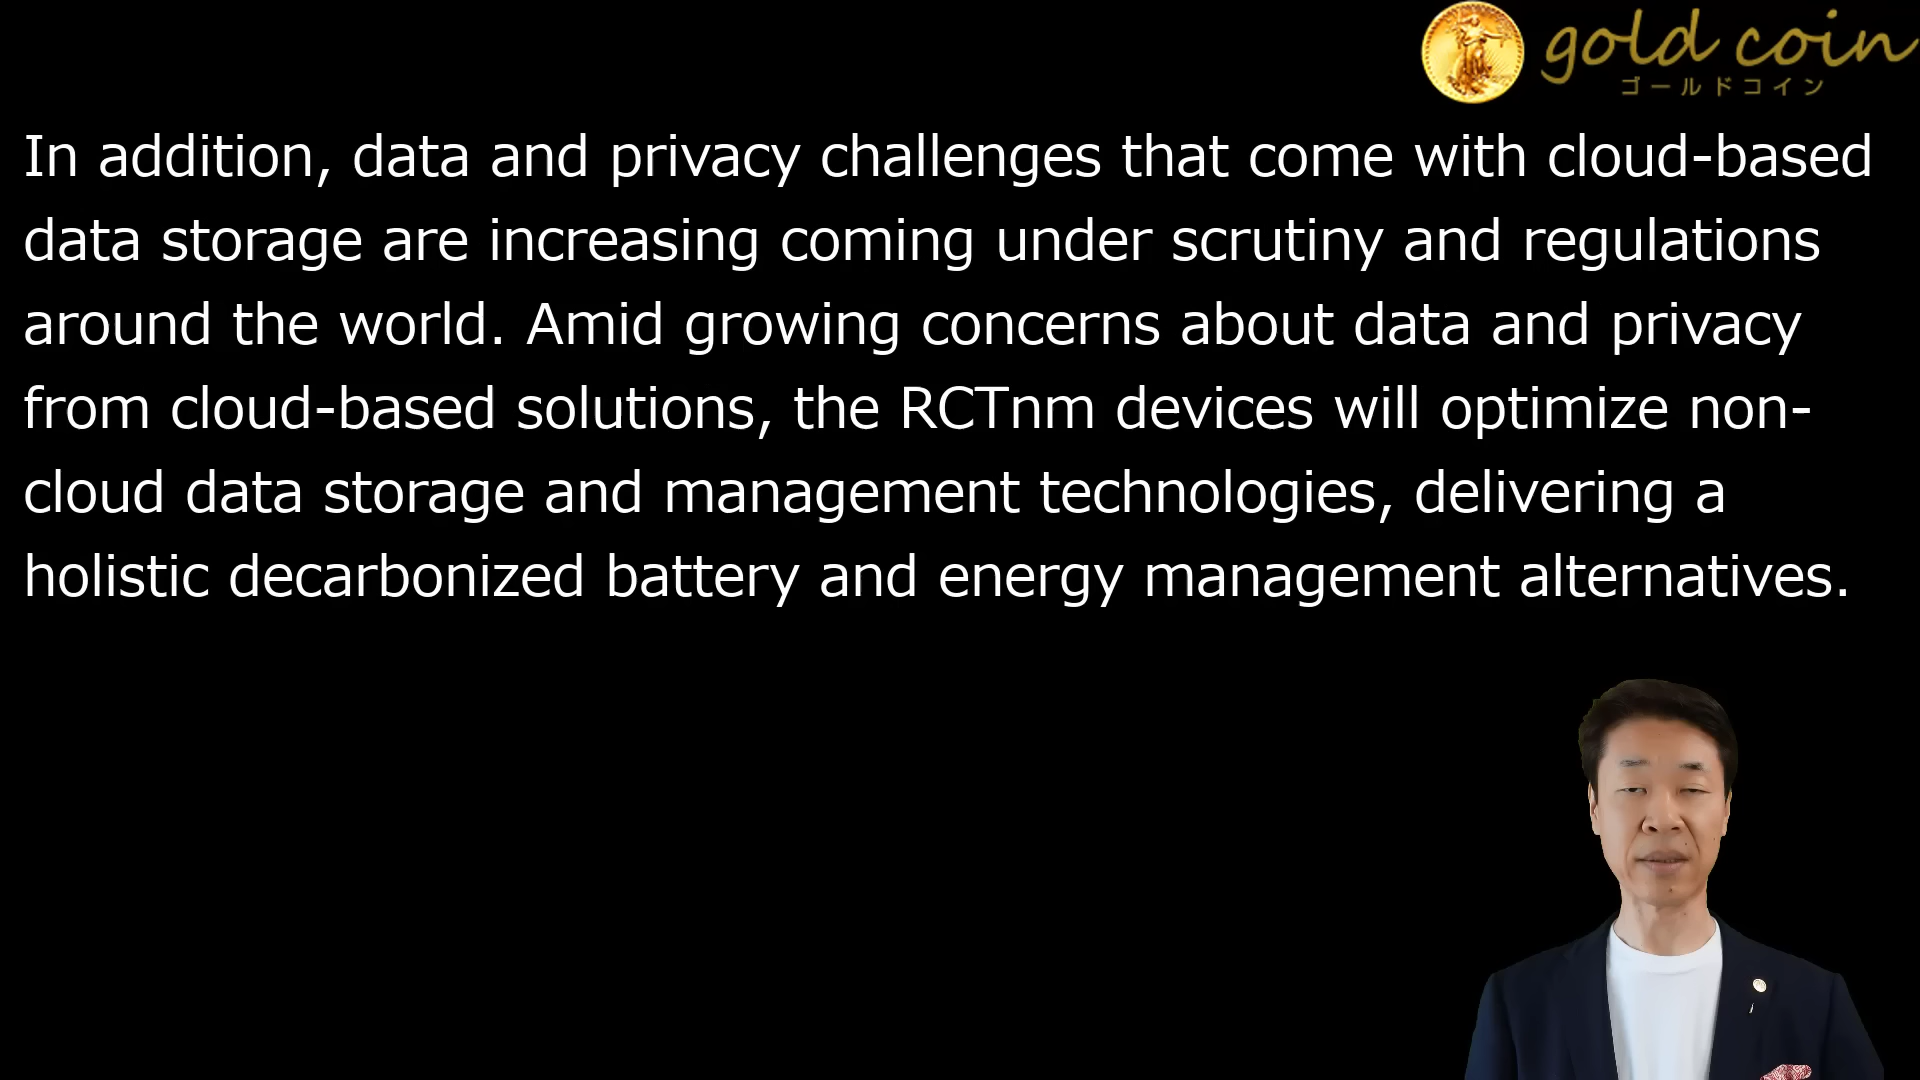 gold coin
ゴールドコイン
In addition, data and privacy challenges that come with cloud-based
data storage are increasing coming under scrutiny and regulations
around the world. Amid growing concerns about data and privacy
from cloud-based solutions, the RCTnm devices will optimize non-
cloud data storage and management technologies, delivering a
holistic decarbonized battery and energy management alternatives.